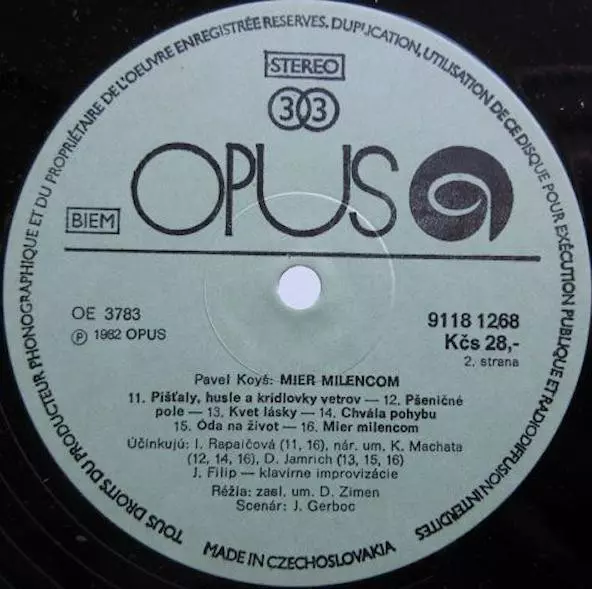 TOUS DROITS DU PRODUCTEUR PHONOGRAPHIQUE ET DU PROPRIÉTAIRE DE L'OEUVRE ENREGISTRÉE RESERVES. DUPLICATION, UTILISATION DE CE DISQUE POUR EXÉCUTION PUBLIQUE ET RADIODIFFUSION INTERDITES
STEREO
33
OPUS
BIEM
OE 3783
℗ 1982 OPUS
9118 1268
Kčs 28,-
2. strana
Pavel Koyš: MIER MILENCOM
11. Píšťaly, husle a krídlovky vetrov — 12. Pšeničné
pole — 13. Kvet lásky — 14. Chvála pohybu
15. Óda na život — 16. Mier milencom
Účinkujú: I. Rapaičová (11, 16), nár. um. K. Machata
(12, 14, 16), D. Jamrich (13, 15, 16)
J. Filip — klavírne improvizácie
Réžia: zasl. um. D. Zimen
Scenár: J. Gerboc
MADE IN CZECHOSLOVAKIA